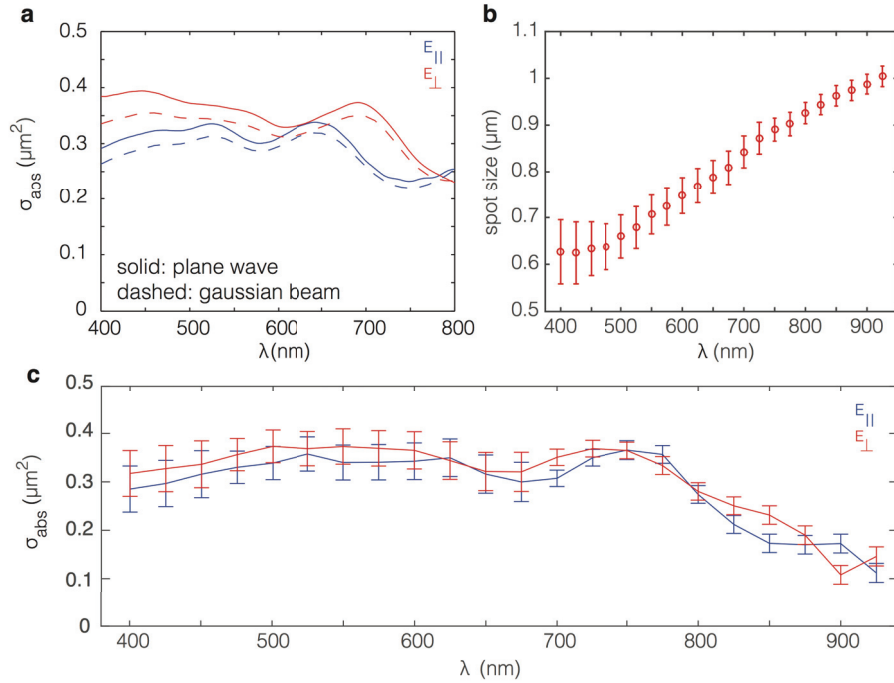 a
0.5
0.4
0.3
0.2
0.1
0
σabs (μm²)
E||
E⊥
solid: plane wave
dashed: gaussian beam
400 500 600 700 800
λ(nm)
b
1.1
1
0.9
0.8
0.7
0.6
0.5
spot size (μm)
400 500 600 700 800 900
λ (nm)
c
0.5
0.4
0.3
0.2
0.1
0
σabs (μm²)
E||
E⊥
400 500 600 700 800 900
λ (nm)